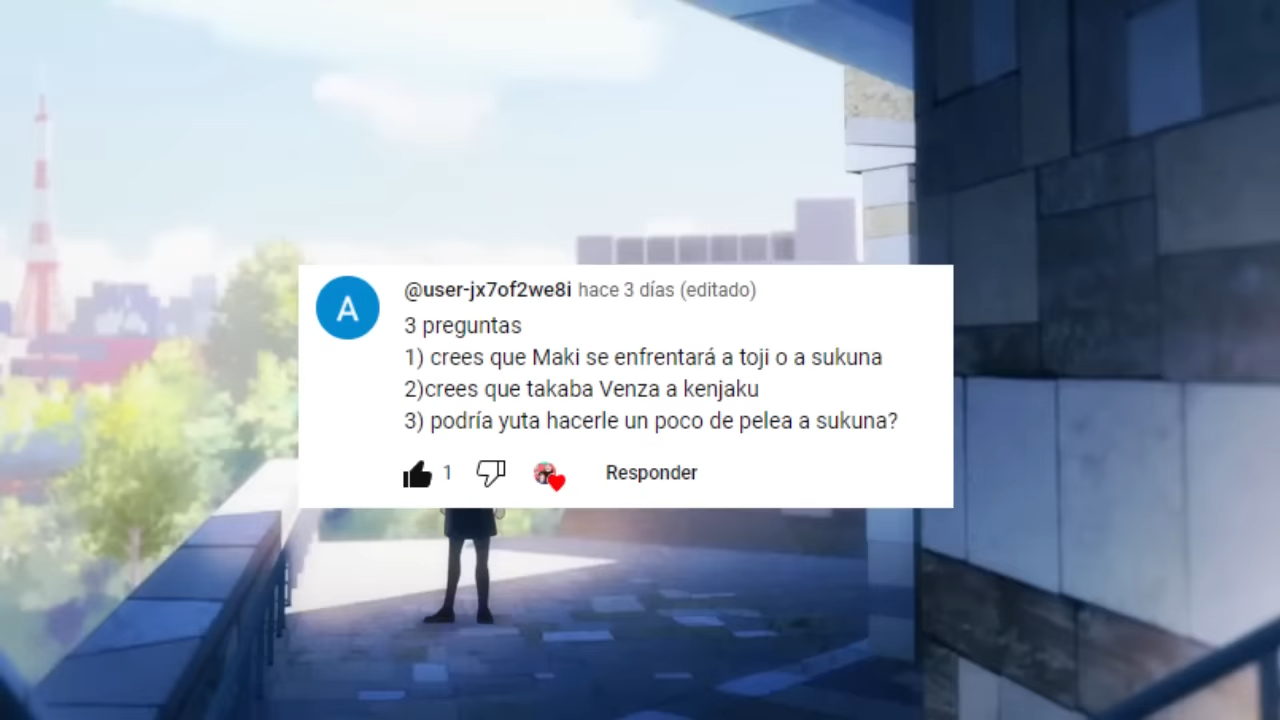 A
@user-jx7of2we8i hace 3 días (editado)
3 preguntas
1) crees que Maki se enfrentará a toji o a sukuna
2)crees que takaba Venza a kenjaku
3) podría yuta hacerle un poco de pelea a sukuna?
1
Responder